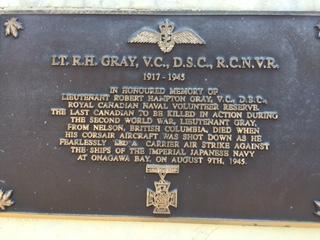 LT. R.H. GRAY, V.C., D.S.C., R.C.N.V.R.
1917 - 1945
IN HONOURED MEMORY OF
LIEUTENANT ROBERT HAMPTON GRAY, V.C., D.S.C.,
ROYAL CANADIAN NAVAL VOLUNTEER RESERVE.
THE LAST CANADIAN TO BE KILLED IN ACTION DURING
THE SECOND WORLD WAR, LIEUTENANT GRAY,
FROM NELSON, BRITISH COLUMBIA, DIED WHEN
HIS CORSAIR AIRCRAFT WAS SHOT DOWN AS HE
FEARLESSLY LED A CARRIER AIR STRIKE AGAINST
THE SHIPS OF THE IMPERIAL JAPANESE NAVY
AT ONAGAWA BAY, ON AUGUST 9TH, 1945.